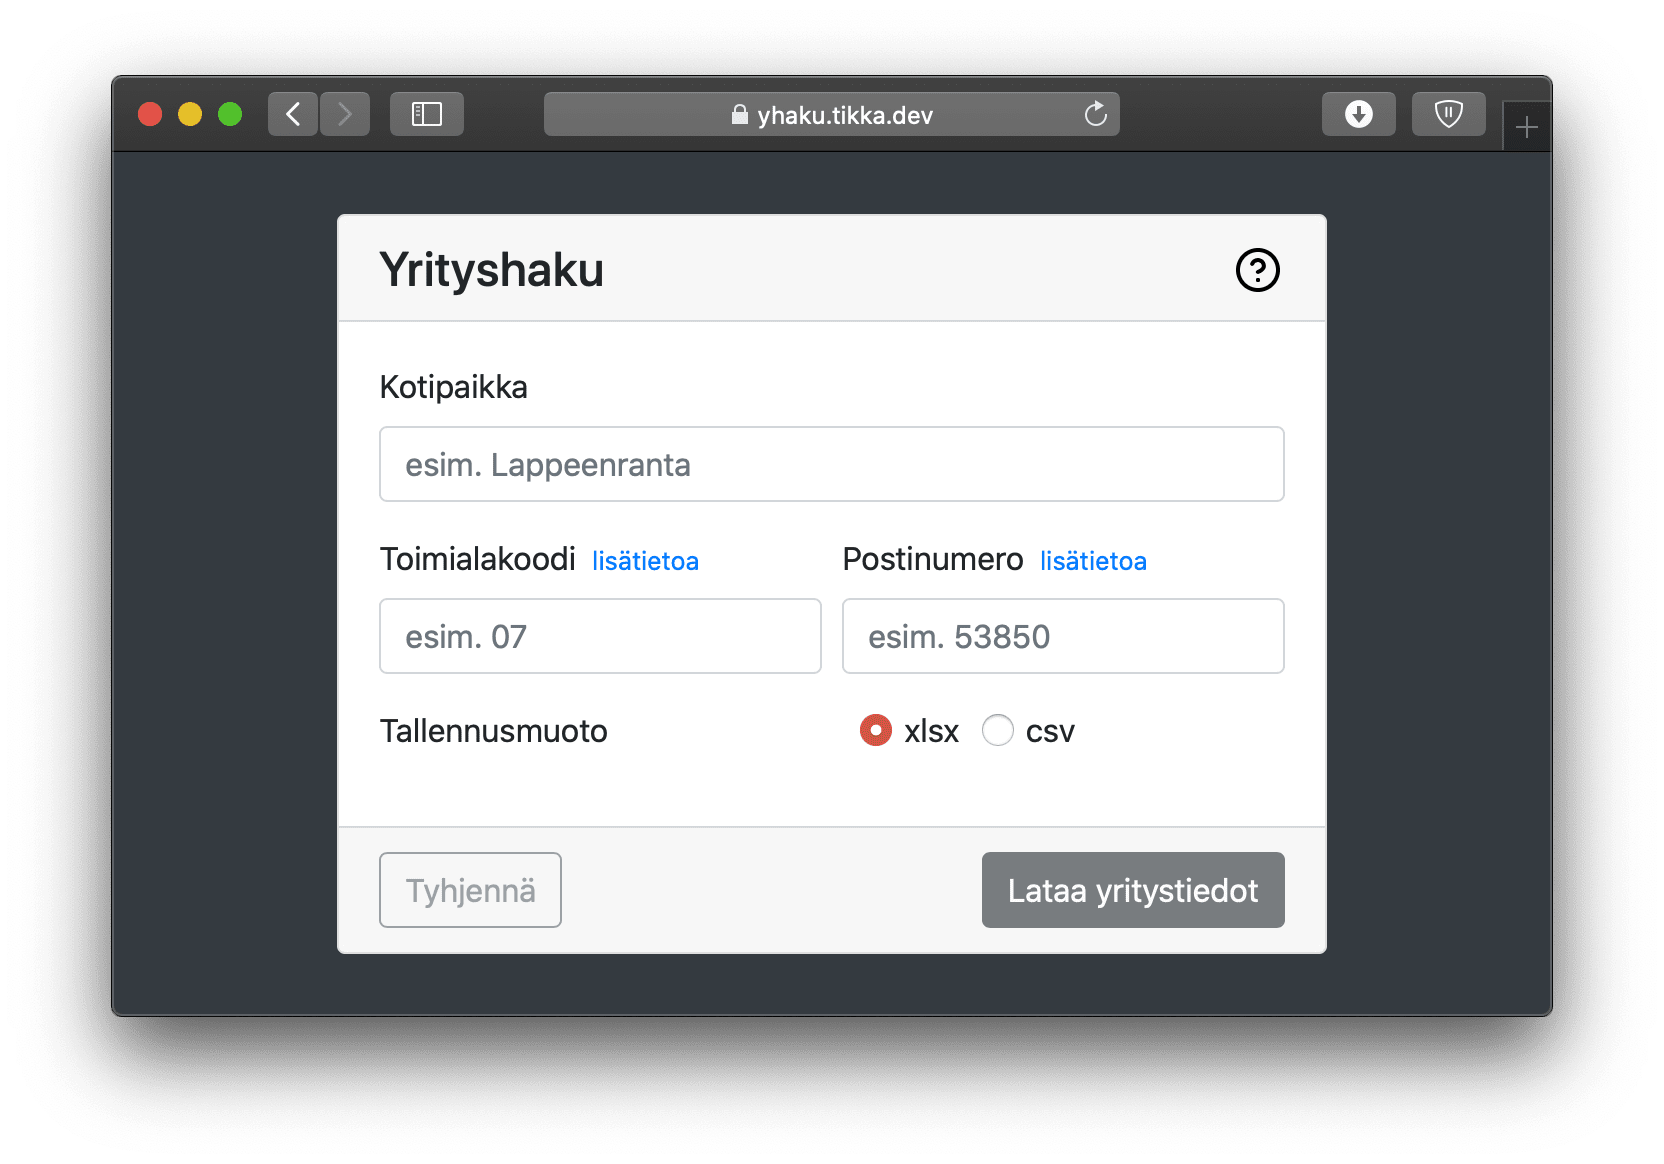 yhaku.tikka.dev
Yrityshaku
Kotipaikka
esim. Lappeenranta
Toimialakoodi lisätietoa Postinumero lisätietoa
esim. 07 esim. 53850
Tallennusmuoto xlsx csv
Tyhjennä Lataa yritystiedot